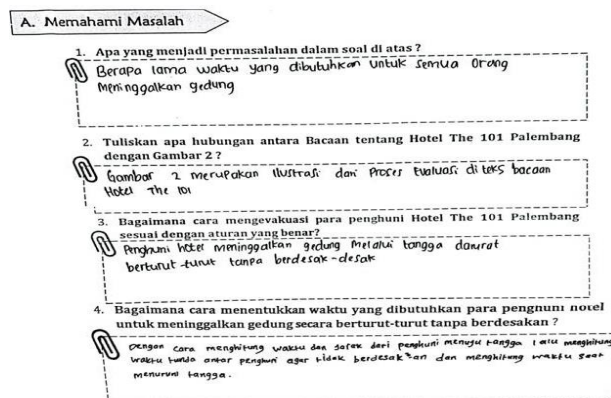 A. Memahami Masalah
1. Apa yang menjadi permasalahan dalam soal di atas ?
Berapa lama waktu yang dibutuhkan untuk semua orang
meninggalkan gedung
2. Tuliskan apa hubungan antara Bacaan tentang Hotel The 101 Palembang
dengan Gambar 2 ?
Gambar 2 merupakan ilustrasi dari Proses Evaluasi di teks bacaan
Hotel The 101
3. Bagaimana cara mengevakuasi para penghuni Hotel The 101 Palembang
sesuai dengan aturan yang benar?
Penghuni hotel meninggalkan gedung melalui tangga darurat
berturut-turut tanpa berdesak-desak
4. Bagaimana cara menentukkan waktu yang dibutuhkan para penghuni hotel
untuk meninggalkan gedung secara berturut-turut tanpa berdesakan ?
Dengan cara menghitung waktu dan jarak dari penghuni menuju tangga lalu menghitung
waktu tunda antar penghuni agar tidak berdesak²an dan menghitung waktu saat
menuruni tangga.